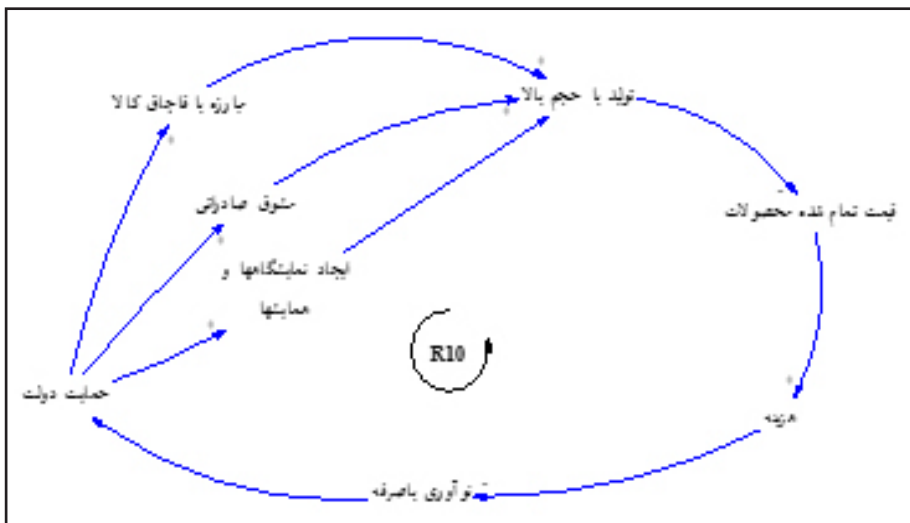 مبارزه با قاچاق کالا
تولید با حجم بالا
مشوق صادراتی
قیمت تمام شده محصولات
ایجاد نمایشگاهها و
همایشها
R10
حمایت دولت
هزینه
نوآوری باصرفه